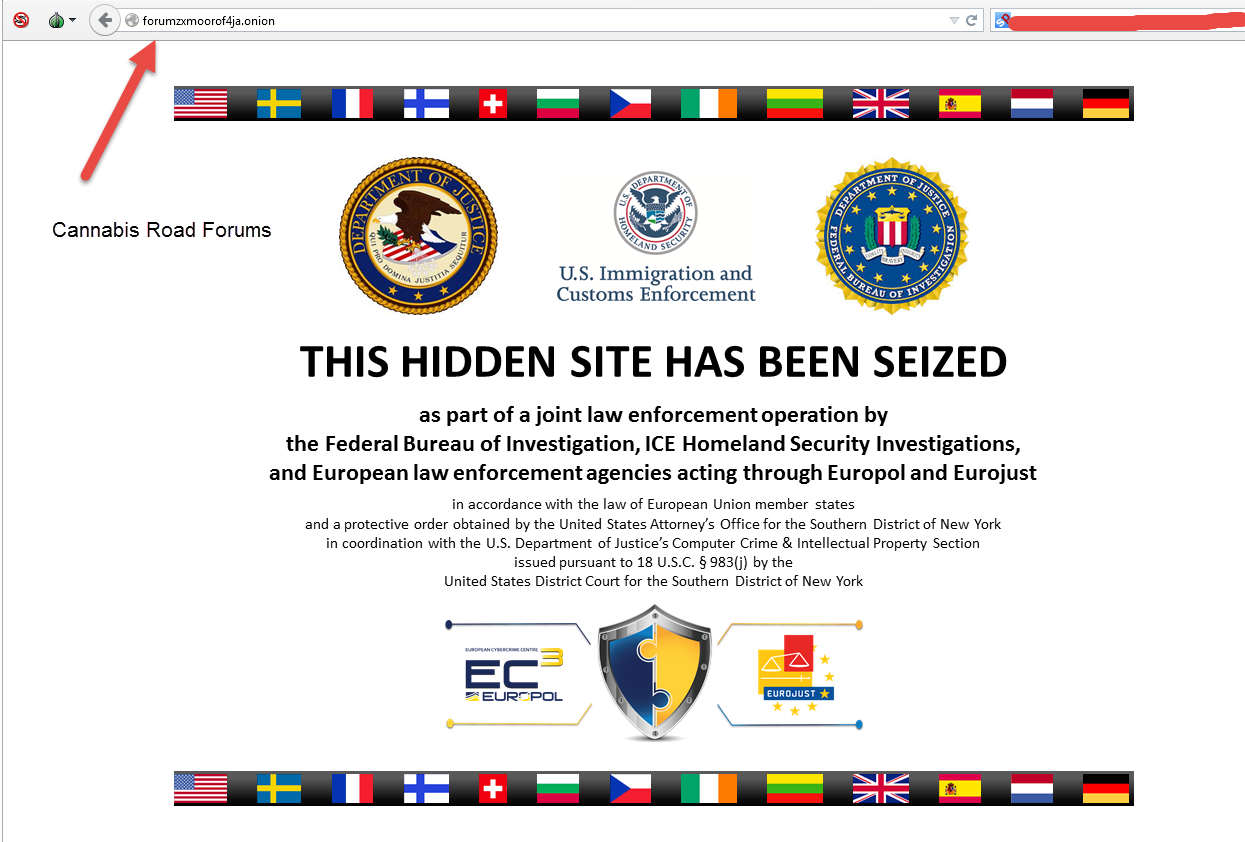 forumzxmoorof4ja.onion
Cannabis Road Forums
DEPARTMENT OF JUSTICE
QUI PRO DOMINA JUSTITIA SEQUITUR
U.S. DEPARTMENT OF
HOMELAND SECURITY
U.S. Immigration and
Customs Enforcement
DEPARTMENT OF JUSTICE
FIDELITY BRAVERY INTEGRITY
FEDERAL BUREAU OF INVESTIGATION
THIS HIDDEN SITE HAS BEEN SEIZED
as part of a joint law enforcement operation by
the Federal Bureau of Investigation, ICE Homeland Security Investigations,
and European law enforcement agencies acting through Europol and Eurojust
in accordance with the law of European Union member states
and a protective order obtained by the United States Attorney’s Office for the Southern District of New York
in coordination with the U.S. Department of Justice’s Computer Crime & Intellectual Property Section
issued pursuant to 18 U.S.C. § 983(j) by the
United States District Court for the Southern District of New York
EUROPEAN CYBERCRIME CENTRE
EC3
EUROPOL
EUROJUST